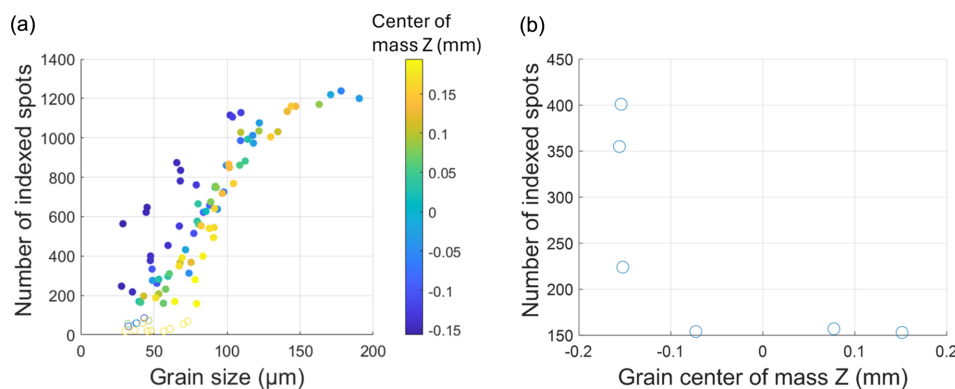 (a)
Center of
mass Z (mm)
Number of indexed spots
1400
1200
1000
800
600
400
200
0
0 50 100 150 200
Grain size (μm)
0.15
0.1
0.05
0
-0.05
-0.1
-0.15
(b)
Number of indexed spots
450
400
350
300
250
200
150
-0.2 -0.1 0 0.1 0.2
Grain center of mass Z (mm)